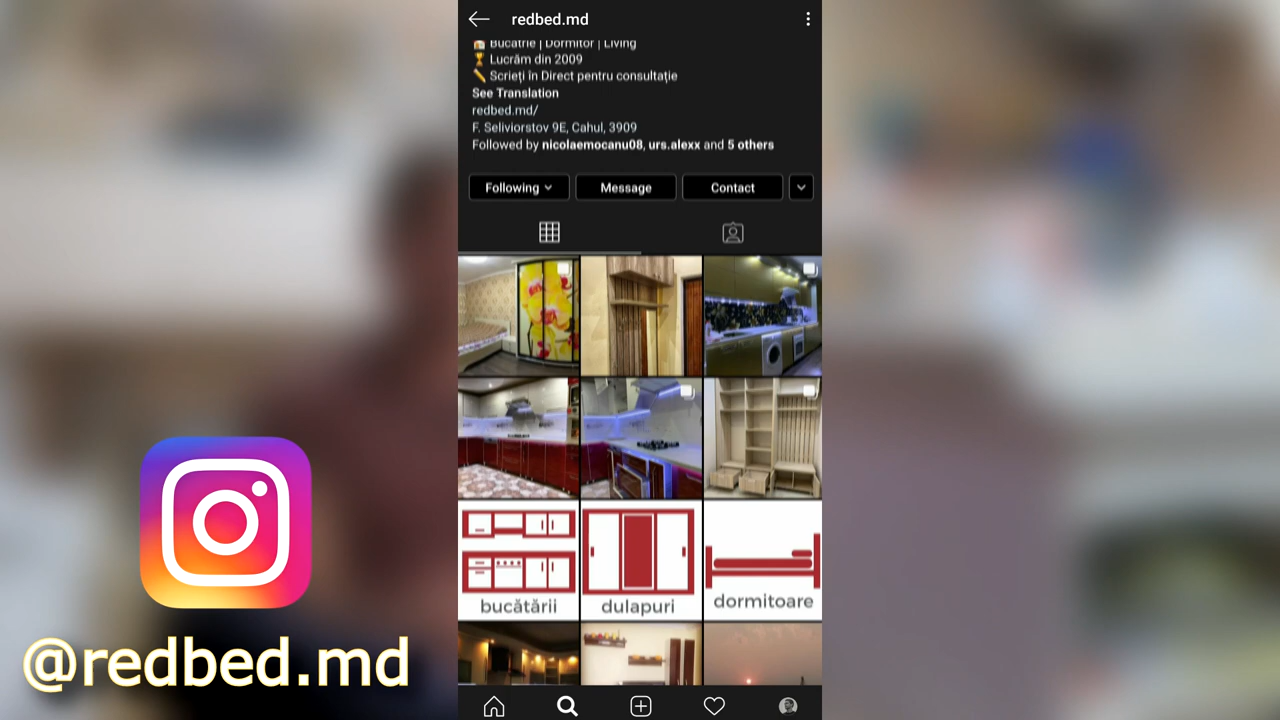 redbed.md
Bucătrie | Dormitor | Living
Lucrăm din 2009
Scrieți în Direct pentru consultație
See Translation
redbed.md/
F. Seliviorstov 9E, Cahul, 3909
Followed by nicolaemocanu08, urs.alexx and 5 others
Following
Message
Contact
bucătării
dulapuri
dormitoare
@redbed.md